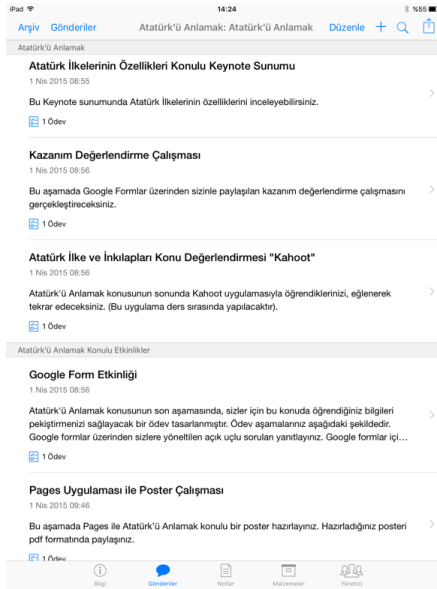 iPad 14:24 %55
Arşiv Gönderiler Atatürk'ü Anlamak: Atatürk'ü Anlamak Düzenle
Atatürk'ü Anlamak
Atatürk İlkelerinin Özellikleri Konulu Keynote Sunumu
1 Nis 2015 08:55
Bu Keynote sunumunda Atatürk İlkelerinin özelliklerini inceleyebilirsiniz.
1 Ödev
Kazanım Değerlendirme Çalışması
1 Nis 2015 08:56
Bu aşamada Google Formlar üzerinden sizinle paylaşılan kazanım değerlendirme çalışmasını
gerçekleştireceksiniz.
1 Ödev
Atatürk İlke ve İnkılapları Konu Değerlendirmesi "Kahoot"
1 Nis 2015 08:56
Atatürk'ü Anlamak konusunun sonunda Kahoot uygulamasıyla öğrendiklerinizi, eğlenerek
tekrar edeceksiniz. (Bu uygulama ders sırasında yapılacaktır).
1 Ödev
Atatürk'ü Anlamak Konulu Etkinlikler
Google Form Etkinliği
1 Nis 2015 08:56
Atatürk'ü Anlamak konusunun son aşamasında, sizler için bu konuda öğrendiğiniz bilgileri
pekiştirmenizi sağlayacak bir ödev tasarlanmıştır. Ödev aşamalarınız aşağıdaki şekildedir.
Google formlar üzerinden sizlere yöneltilen açık uçlu soruları yanıtlayınız. Google formlar içi...
1 Ödev
Pages Uygulaması ile Poster Çalışması
1 Nis 2015 09:46
Bu aşamada Pages ile Atatürk'ü Anlamak konulu bir poster hazırlayınız. Hazırladığınız posteri
pdf formatında paylaşınız.
1 Ödev
Bilgi Gönderiler Notlar Malzemeler Yönetici